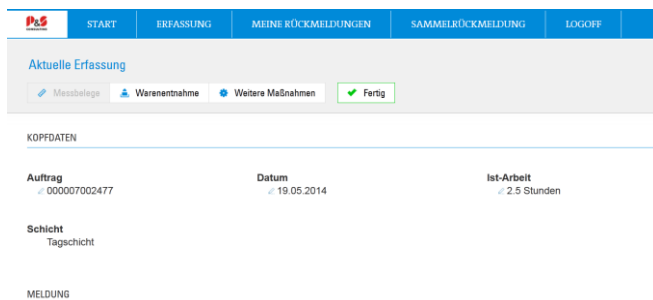 P&S
CONSULTING
START ERFASSUNG MEINE RÜCKMELDUNGEN SAMMELRÜCKMELDUNG LOGOFF
Aktuelle Erfassung
Messbelege Warenentnahme Weitere Maßnahmen Fertig
KOPFDATEN
Auftrag Datum Ist-Arbeit
000007002477 19.05.2014 2.5 Stunden
Schicht
Tagschicht
MELDUNG